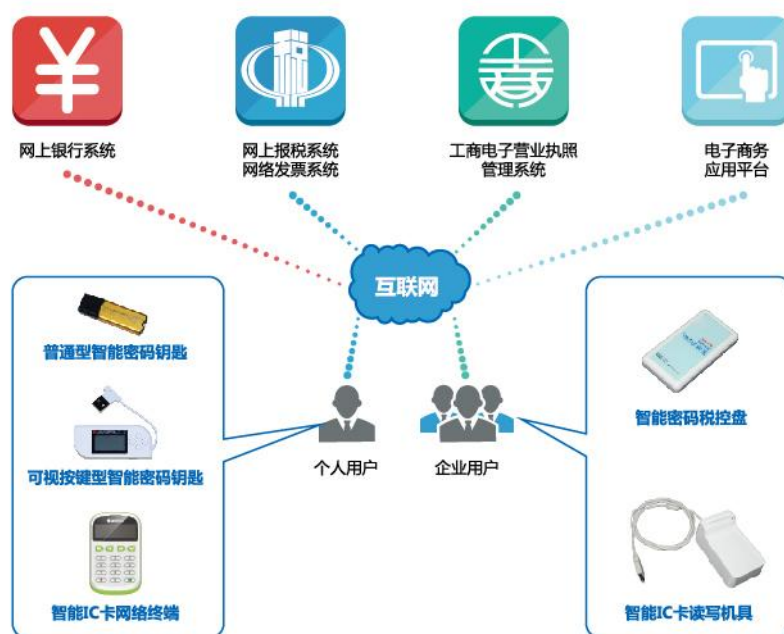 ¥
网上银行系统
网上报税系统
网络发票系统
工商电子营业执照
管理系统
电子商务
应用平台
互联网
普通型智能密码钥匙
可视按键型智能密码钥匙
智能IC卡网络终端
个人用户
企业用户
智能密码税控盘
智能IC卡读写机具